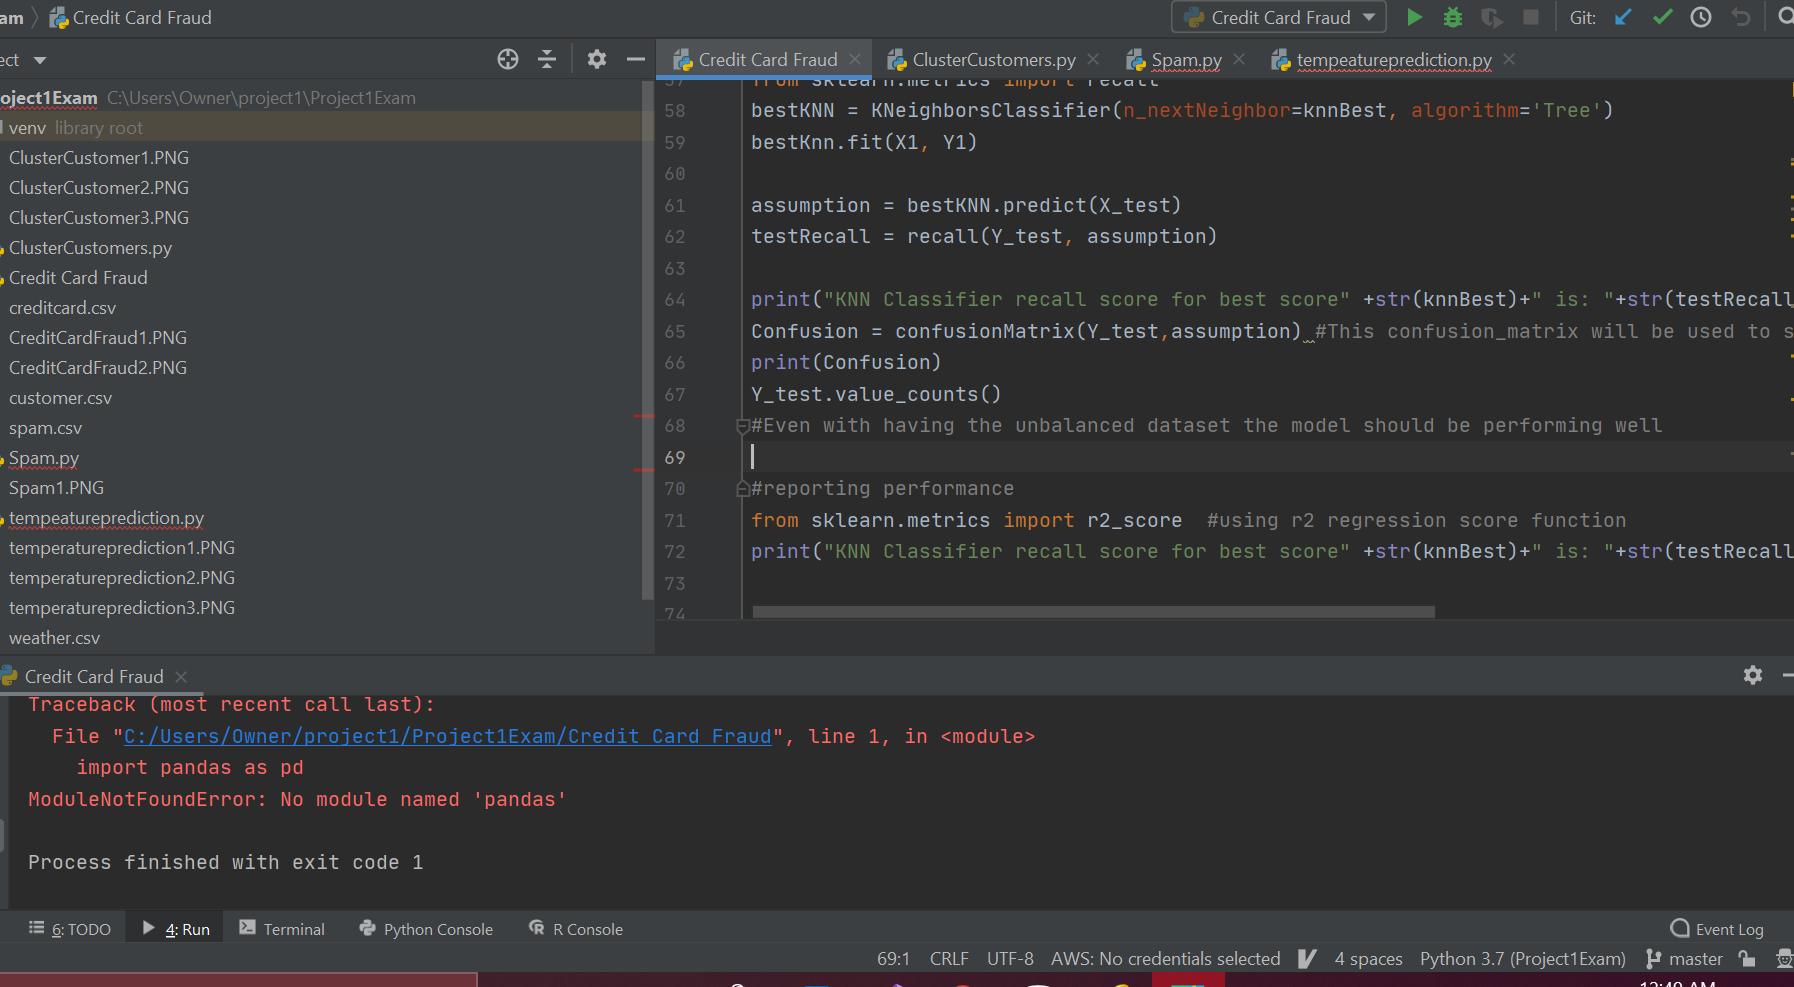 am Credit Card Fraud Credit Card Fraud Git:
ect Credit Card Fraud ClusterCustomers.py Spam.py tempeatureprediction.py
oject1Exam C:\Users\Owner\project1\Project1Exam
venv library root
ClusterCustomer1.PNG
ClusterCustomer2.PNG
ClusterCustomer3.PNG
ClusterCustomers.py
Credit Card Fraud
creditcard.csv
CreditCardFraud1.PNG
CreditCardFraud2.PNG
customer.csv
spam.csv
Spam.py
Spam1.PNG
tempeatureprediction.py
temperatureprediction1.PNG
temperatureprediction2.PNG
temperatureprediction3.PNG
weather.csv
57 from sklearn.metrics import recall
58 bestKNN = KNeighborsClassifier(n_nextNeighbor=knnBest, algorithm='Tree')
59 bestKnn.fit(X1, Y1)
60
61 assumption = bestKNN.predict(X_test)
62 testRecall = recall(Y_test, assumption)
63
64 print("KNN Classifier recall score for best score" +str(knnBest)+" is: "+str(testRecall
65 Confusion = confusionMatrix(Y_test,assumption) #This confusion_matrix will be used to s
66 print(Confusion)
67 Y_test.value_counts()
68 #Even with having the unbalanced dataset the model should be performing well
69
70 #reporting performance
71 from sklearn.metrics import r2_score #using r2 regression score function
72 print("KNN Classifier recall score for best score" +str(knnBest)+" is: "+str(testRecall
73
74
Credit Card Fraud
Traceback (most recent call last):
File "C:/Users/Owner/project1/Project1Exam/Credit Card Fraud", line 1, in <module>
import pandas as pd
ModuleNotFoundError: No module named 'pandas'
Process finished with exit code 1
6: TODO 4: Run Terminal Python Console R Console Event Log
69:1 CRLF UTF-8 AWS: No credentials selected 4 spaces Python 3.7 (Project1Exam) master
12:49 AM